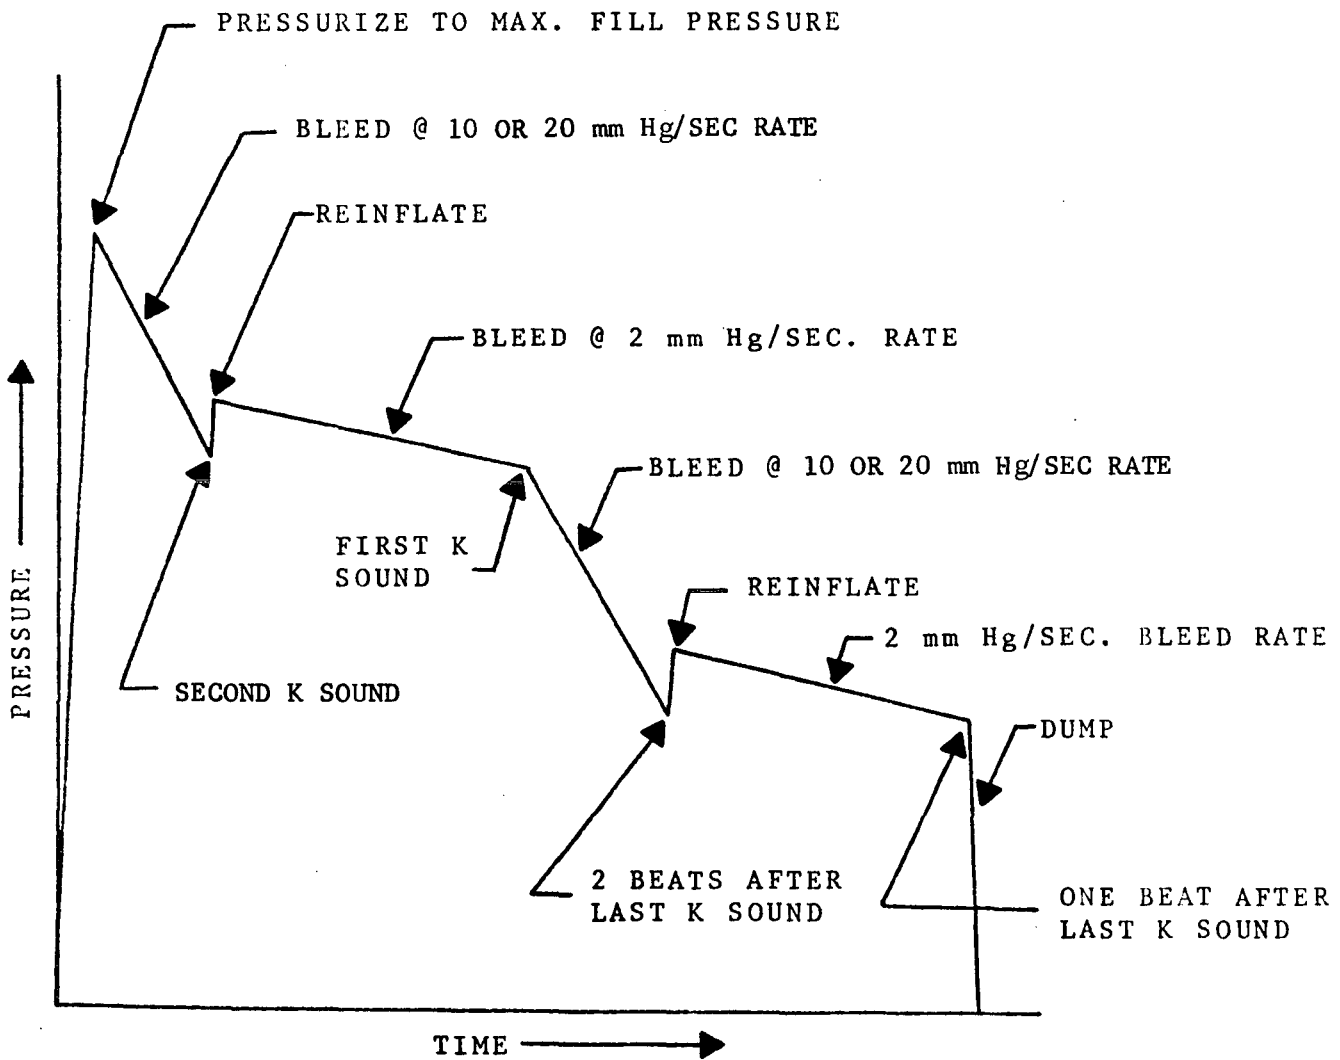 PRESSURIZE TO MAX. FILL PRESSURE
BLEED @ 10 OR 20 mm Hg/SEC RATE
REINFLATE
BLEED @ 2 mm Hg/SEC. RATE
BLEED @ 10 OR 20 mm Hg/SEC RATE
FIRST K
SOUND
REINFLATE
2 mm Hg/SEC. BLEED RATE
SECOND K SOUND
PRESSURE
DUMP
2 BEATS AFTER
LAST K SOUND
ONE BEAT AFTER
LAST K SOUND
TIME